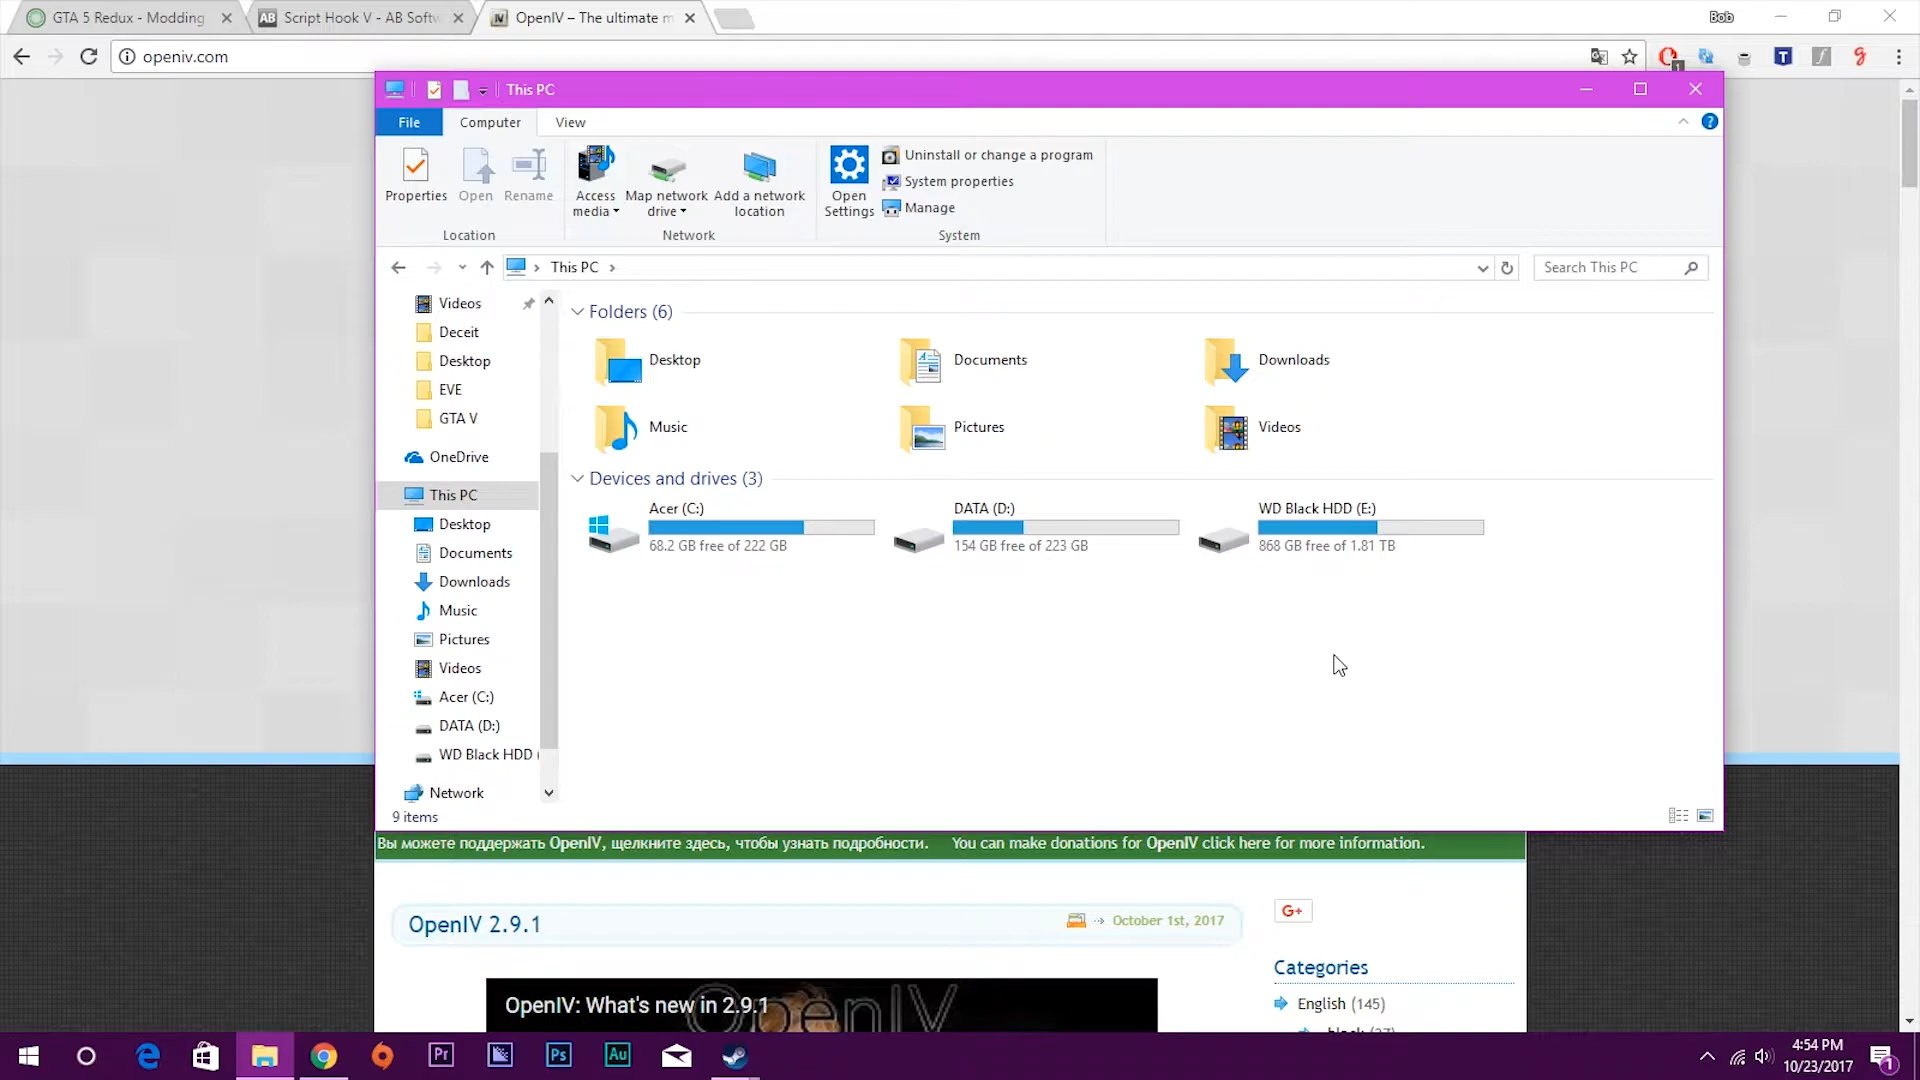 GTA 5 Redux - Modding
Script Hook V - AB Softw
OpenIV – The ultimate m
Bob
openiv.com
This PC
File
Computer
View
Properties
Open
Rename
Access media
Map network drive
Add a network location
Open Settings
Uninstall or change a program
System properties
Manage
Location
Network
System
This PC
Search This PC
Videos
Deceit
Desktop
EVE
GTA V
OneDrive
This PC
Desktop
Documents
Downloads
Music
Pictures
Videos
Acer (C:)
DATA (D:)
WD Black HDD (
Network
9 items
Folders (6)
Desktop
Documents
Downloads
Music
Pictures
Videos
Devices and drives (3)
Acer (C:)
68.2 GB free of 222 GB
DATA (D:)
154 GB free of 223 GB
WD Black HDD (E:)
868 GB free of 1.81 TB
Вы можете поддержать OpenIV, щелкните здесь, чтобы узнать подробности.
You can make donations for OpenIV click here for more information.
OpenIV 2.9.1
October 1st, 2017
G+
Categories
English (145)
OpenIV: What's new in 2.9.1
OpenIV
Pr
Ps
Au
4:54 PM
10/23/2017
1